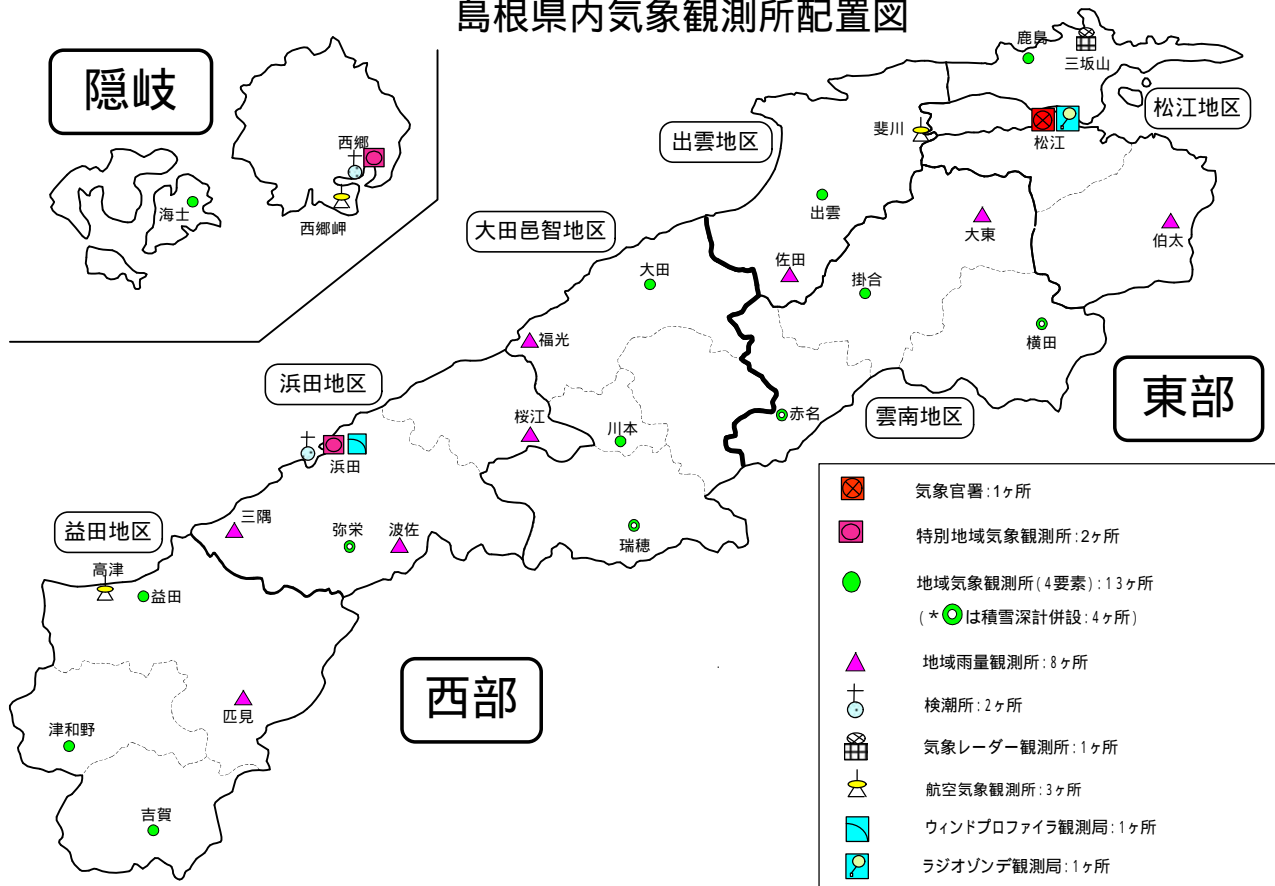 島根県内気象観測所配置図
隠岐
西郷
海士
西郷岬
鹿島
三坂山
松江地区
斐川
松江
出雲地区
出雲
大東
伯太
大田邑智地区
佐田
掛合
大田
福光
横田
浜田地区
桜江
川本
赤名
雲南地区
東部
浜田
三隅
弥栄
波佐
瑞穂
益田地区
高津
益田
西部
匹見
津和野
吉賀
気象官署:1ヶ所
特別地域気象観測所:2ヶ所
地域気象観測所(4要素):13ヶ所
(*◎は積雪深計併設:4ヶ所)
地域雨量観測所:8ヶ所
検潮所:2ヶ所
気象レーダー観測所:1ヶ所
航空気象観測所:3ヶ所
ウィンドプロファイラ観測局:1ヶ所
ラジオゾンデ観測局:1ヶ所